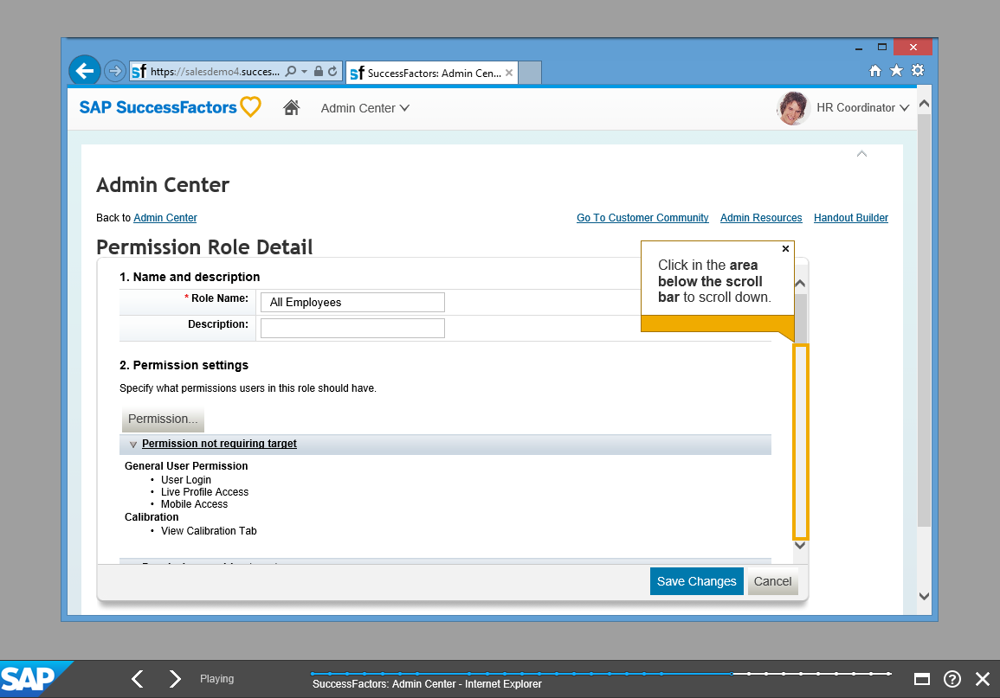 sf https://salesdemo4.succes...
sf SuccessFactors: Admin Cen...
SAP SuccessFactors
Admin Center
HR Coordinator
Admin Center
Back to Admin Center
Go To Customer Community Admin Resources Handout Builder
Permission Role Detail
Click in the area
below the scroll
bar to scroll down.
1. Name and description
* Role Name: All Employees
Description:
2. Permission settings
Specify what permissions users in this role should have.
Permission...
Permission not requiring target
General User Permission
• User Login
• Live Profile Access
• Mobile Access
Calibration
• View Calibration Tab
Save Changes Cancel
SAP
Playing
SuccessFactors: Admin Center - Internet Explorer